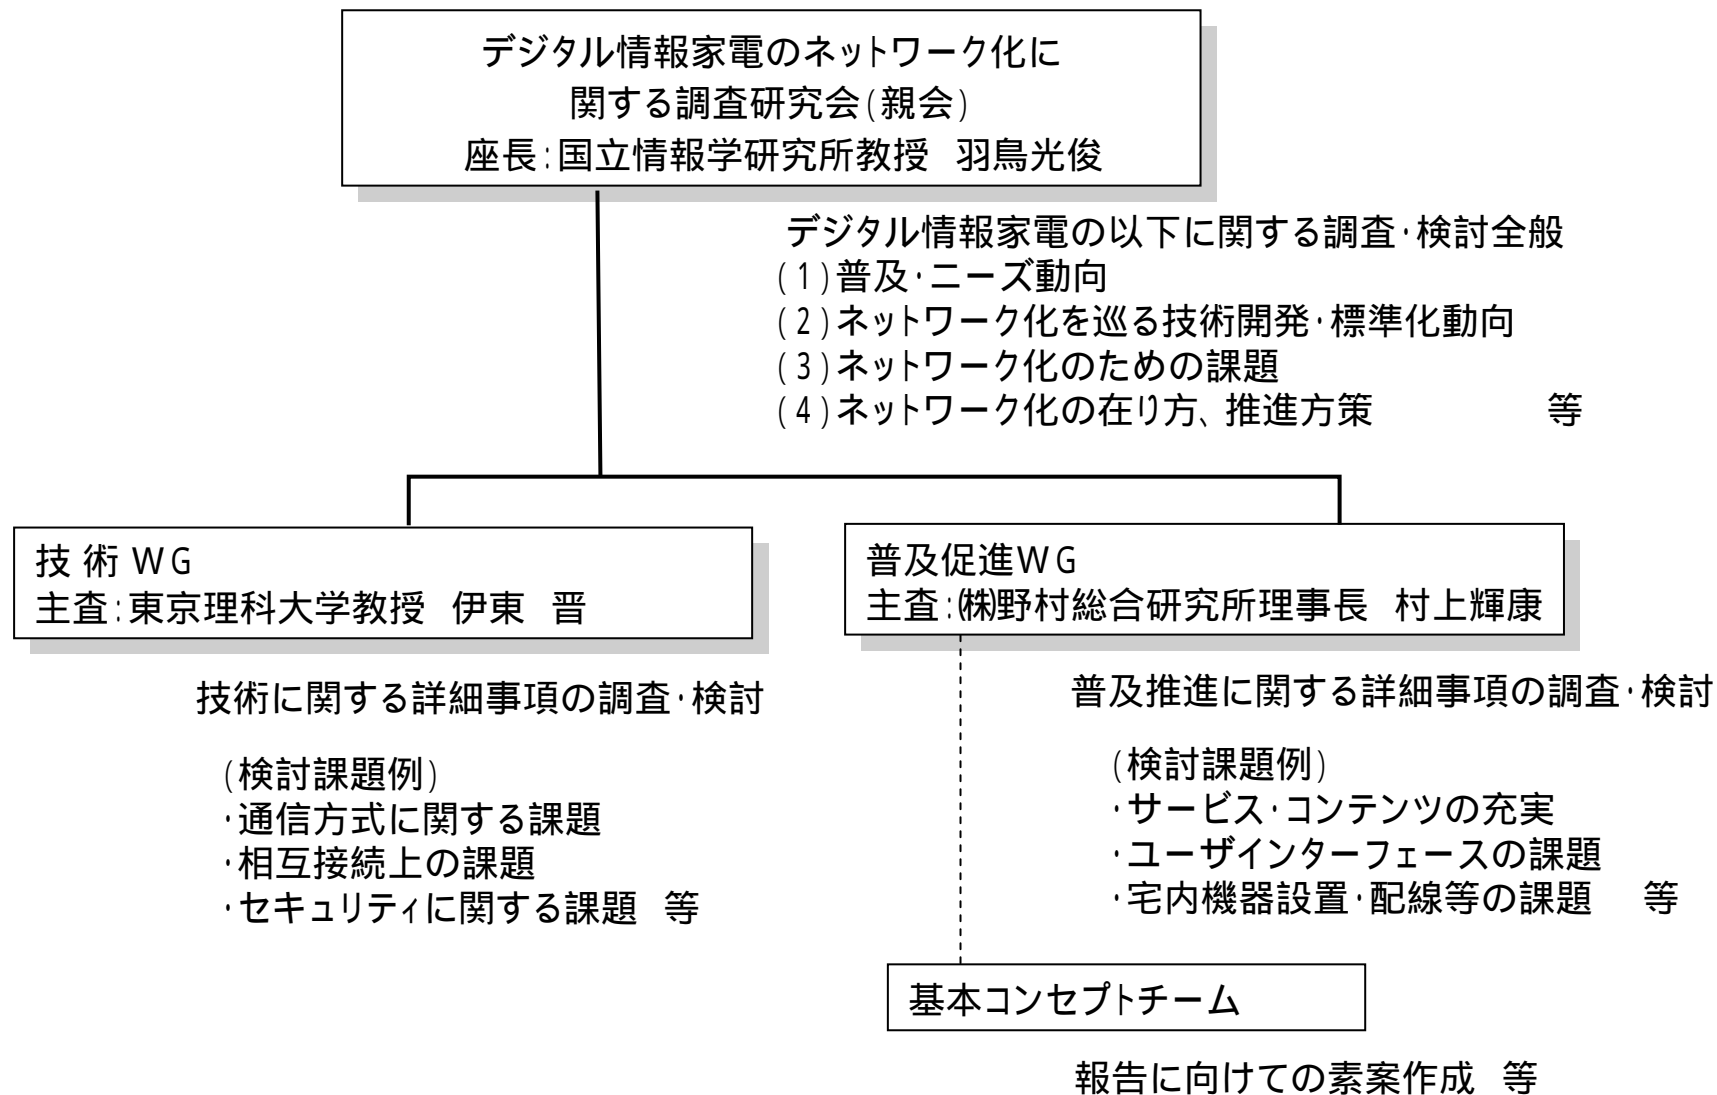 デジタル情報家電のネットワーク化に
関する調査研究会(親会)
座長:国立情報学研究所教授　羽鳥光俊
デジタル情報家電の以下に関する調査・検討全般
(1)普及・ニーズ動向
(2)ネットワーク化を巡る技術開発・標準化動向
(3)ネットワーク化のための課題
(4)ネットワーク化の在り方、推進方策　　　　　等
技 術 WG
主査:東京理科大学教授　伊東　晋
技術に関する詳細事項の調査・検討
(検討課題例)
・通信方式に関する課題
・相互接続上の課題
・セキュリティに関する課題　等
普及促進WG
主査:㈱野村総合研究所理事長　村上輝康
普及推進に関する詳細事項の調査・検討
(検討課題例)
・サービス・コンテンツの充実
・ユーザインターフェースの課題
・宅内機器設置・配線等の課題　等
基本コンセプトチーム
報告に向けての素案作成　等